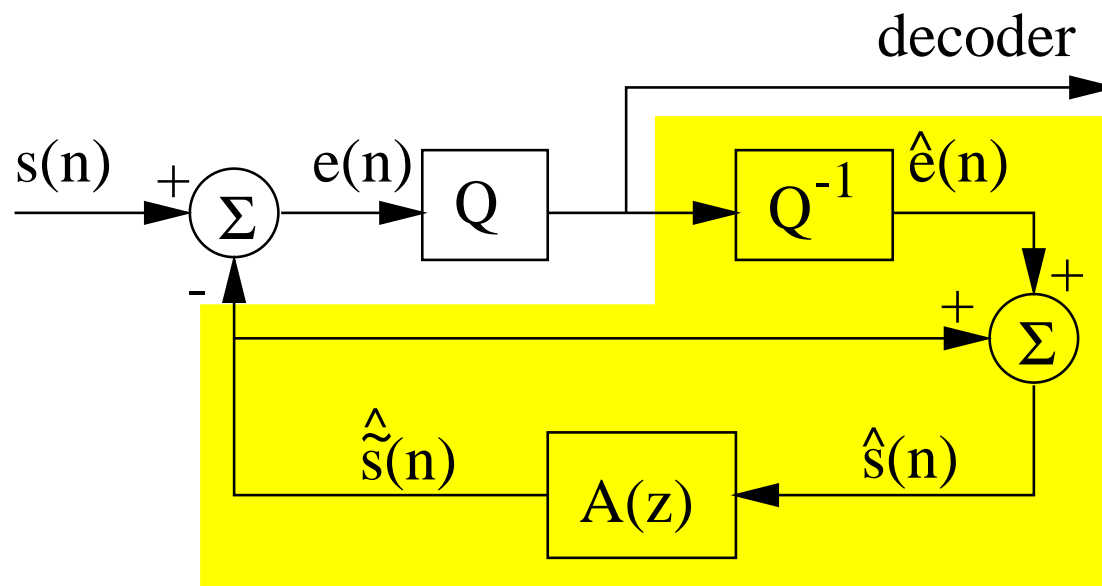 decoder
s(n)
+
Σ
e(n)
Q
Q⁻¹
ê(n)
-
+
+
Σ
s̃̂(n)
A(z)
ŝ(n)